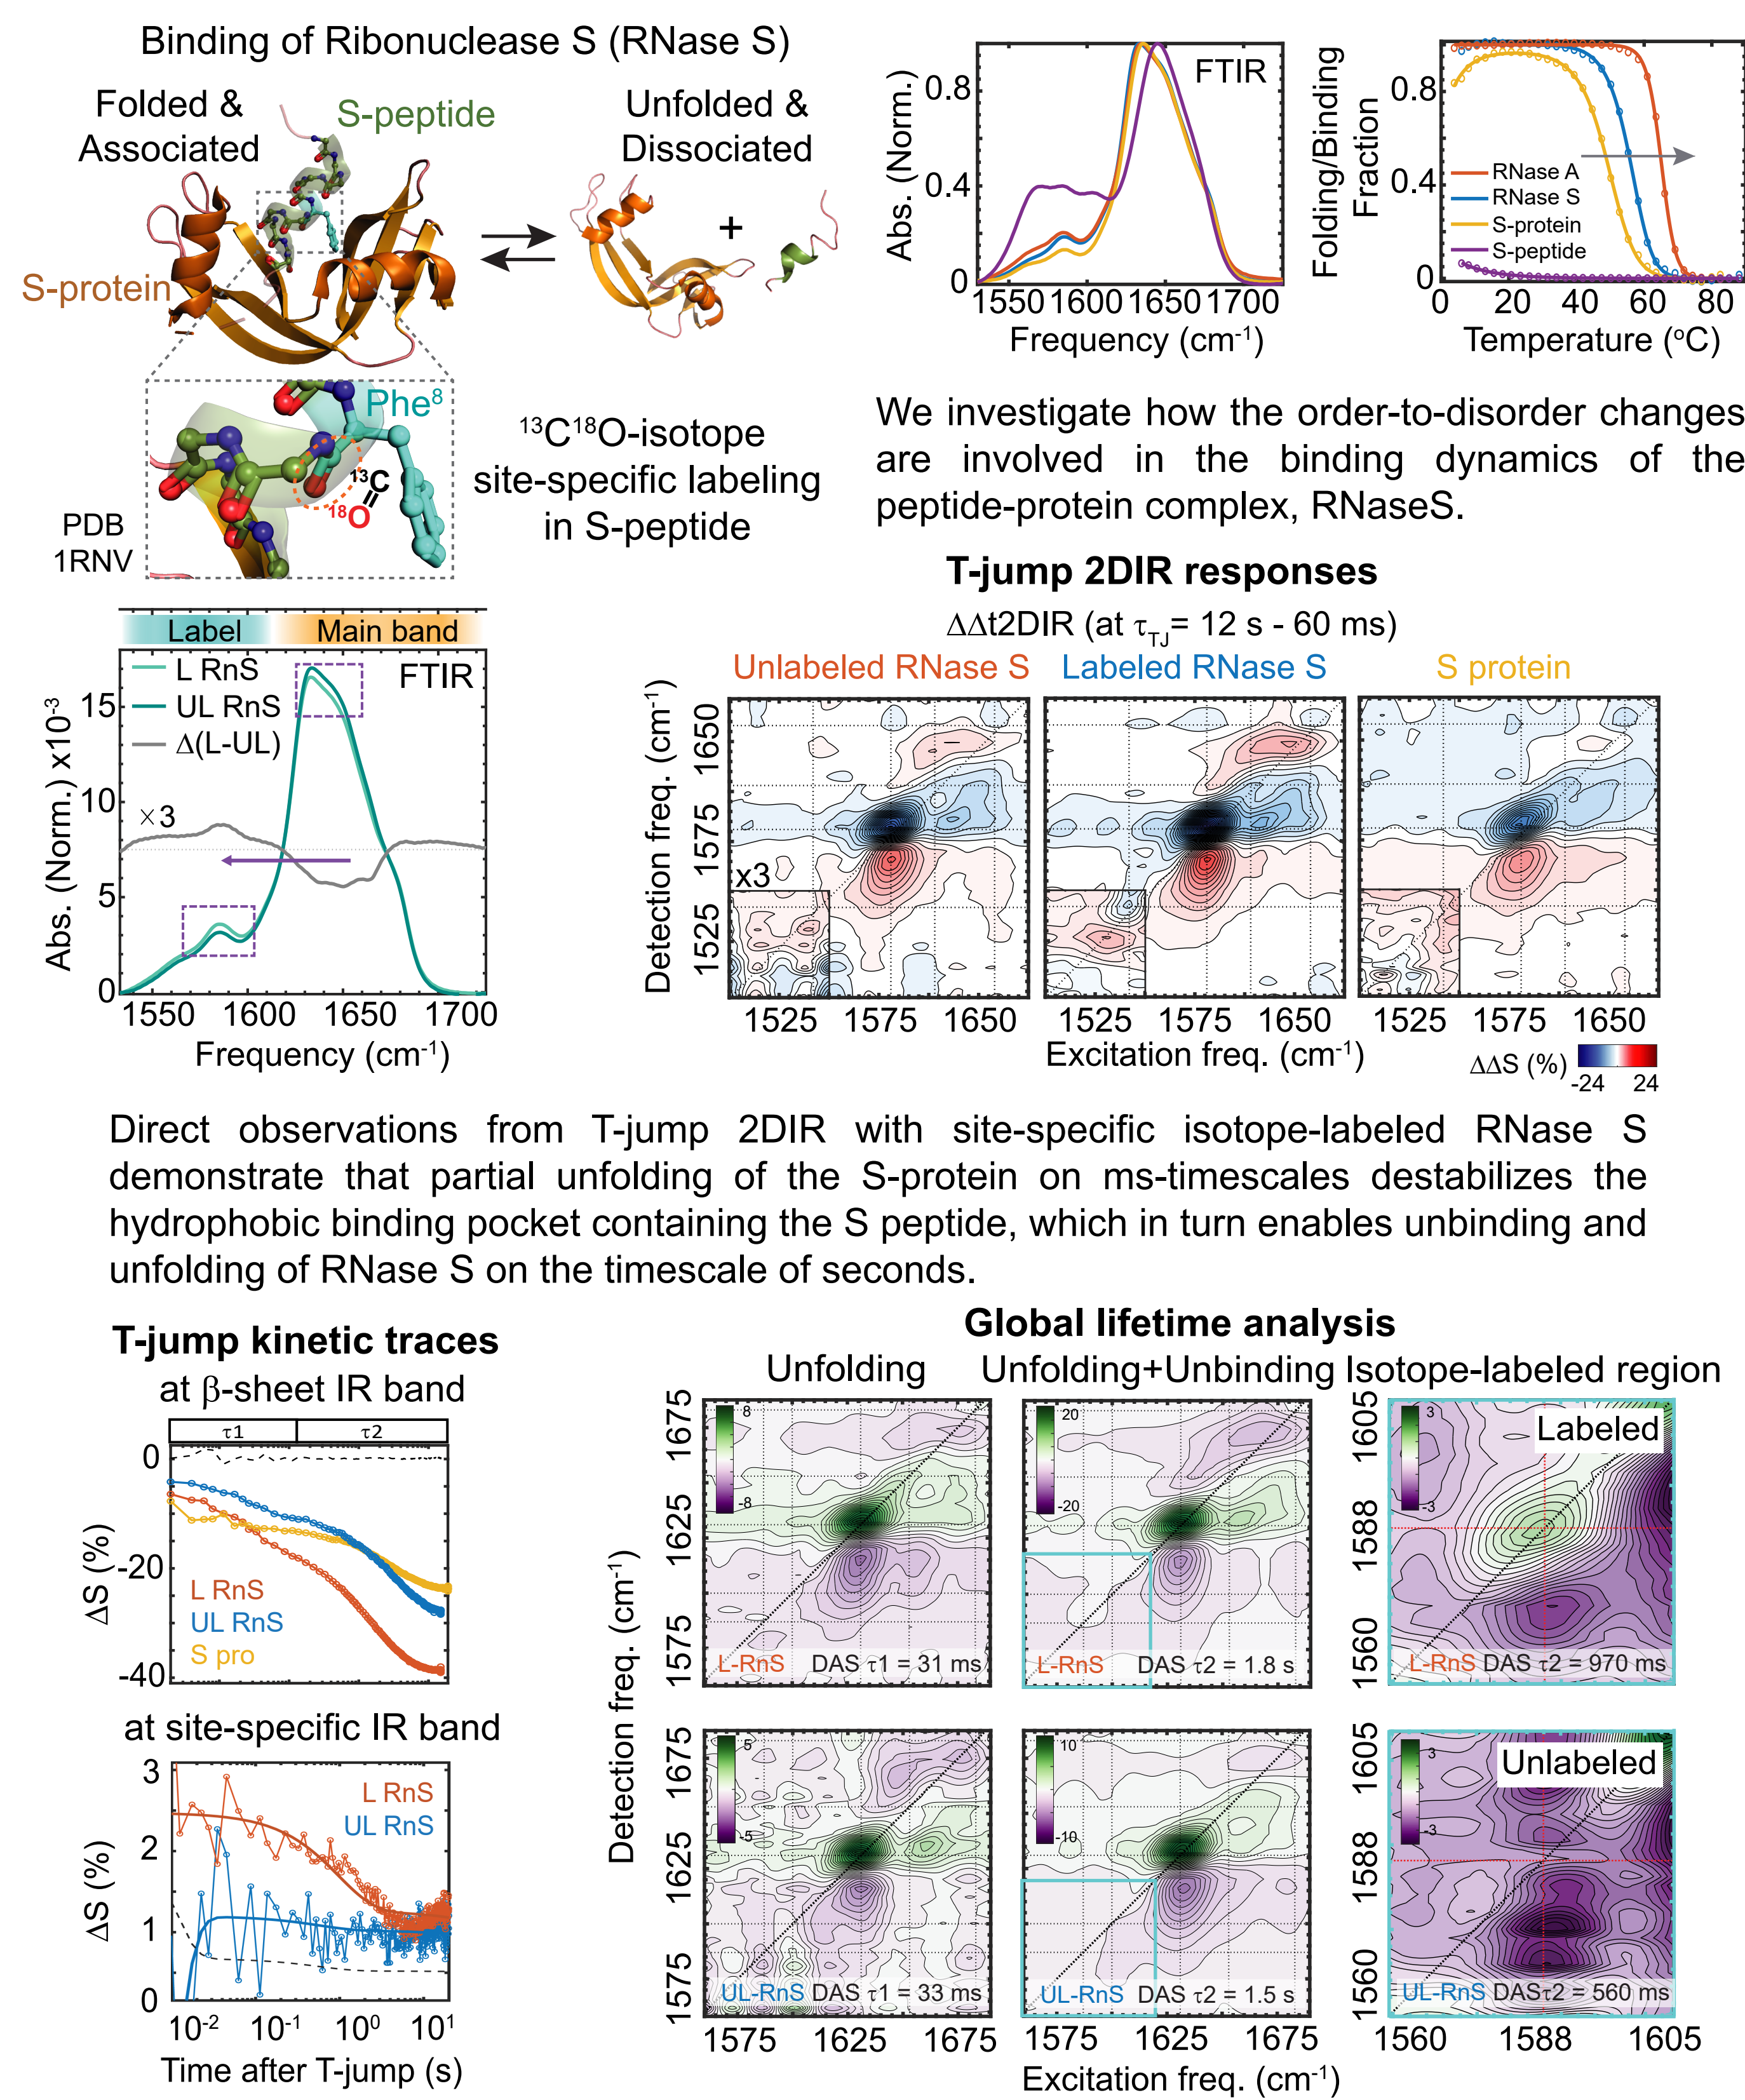 Binding of Ribonuclease S (RNase S)
Folded &
Associated
S-peptide
Unfolded &
Dissociated
S-protein
+
Phe⁸
¹³C
¹⁸O
PDB
1RNV
¹³C¹⁸O-isotope
site-specific labeling
in S-peptide
FTIR
Abs. (Norm.)
0.8
0.4
0
1550 1600 1650 1700
Frequency (cm⁻¹)
Folding/Binding
Fraction
0.8
0.4
0
RNase A
RNase S
S-protein
S-peptide
0 20 40 60 80
Temperature (°C)
We investigate how the order-to-disorder changes
are involved in the binding dynamics of the
peptide-protein complex, RNaseS.
Label Main band
L RnS
UL RnS
Δ(L-UL)
FTIR
×3
Abs. (Norm.) x10⁻³
15
10
5
0
1550 1600 1650 1700
Frequency (cm⁻¹)
T-jump 2DIR responses
ΔΔt2DIR (at τTJ= 12 s - 60 ms)
Unlabeled RNase S Labeled RNase S S protein
Detection freq. (cm⁻¹)
1650
1575
1525
x3
1525 1575 1650 1525 1575 1650 1525 1575 1650
Excitation freq. (cm⁻¹)
ΔΔS (%)
-24 24
Direct observations from T-jump 2DIR with site-specific isotope-labeled RNase S
demonstrate that partial unfolding of the S-protein on ms-timescales destabilizes the
hydrophobic binding pocket containing the S peptide, which in turn enables unbinding and
unfolding of RNase S on the timescale of seconds.
T-jump kinetic traces
at β-sheet IR band
τ1 τ2
ΔS (%)
0
-20
-40
L RnS
UL RnS
S pro
at site-specific IR band
ΔS (%)
3
2
1
0
L RnS
UL RnS
10⁻² 10⁻¹ 10⁰ 10¹
Time after T-jump (s)
Global lifetime analysis
Unfolding Unfolding+Unbinding Isotope-labeled region
Detection freq. (cm⁻¹)
1675
1625
1575
8
-8
L-RnS DAS τ1 = 31 ms
20
-20
L-RnS DAS τ2 = 1.8 s
1605
1588
1560
3
-3
Labeled
L-RnS DAS τ2 = 970 ms
1675
1625
1575
5
-5
UL-RnS DAS τ1 = 33 ms
10
-10
UL-RnS DAS τ2 = 1.5 s
1605
1588
1560
3
-3
Unlabeled
UL-RnS DASτ2 = 560 ms
1575 1625 1675 1575 1625 1675 1560 1588 1605
Excitation freq. (cm⁻¹)